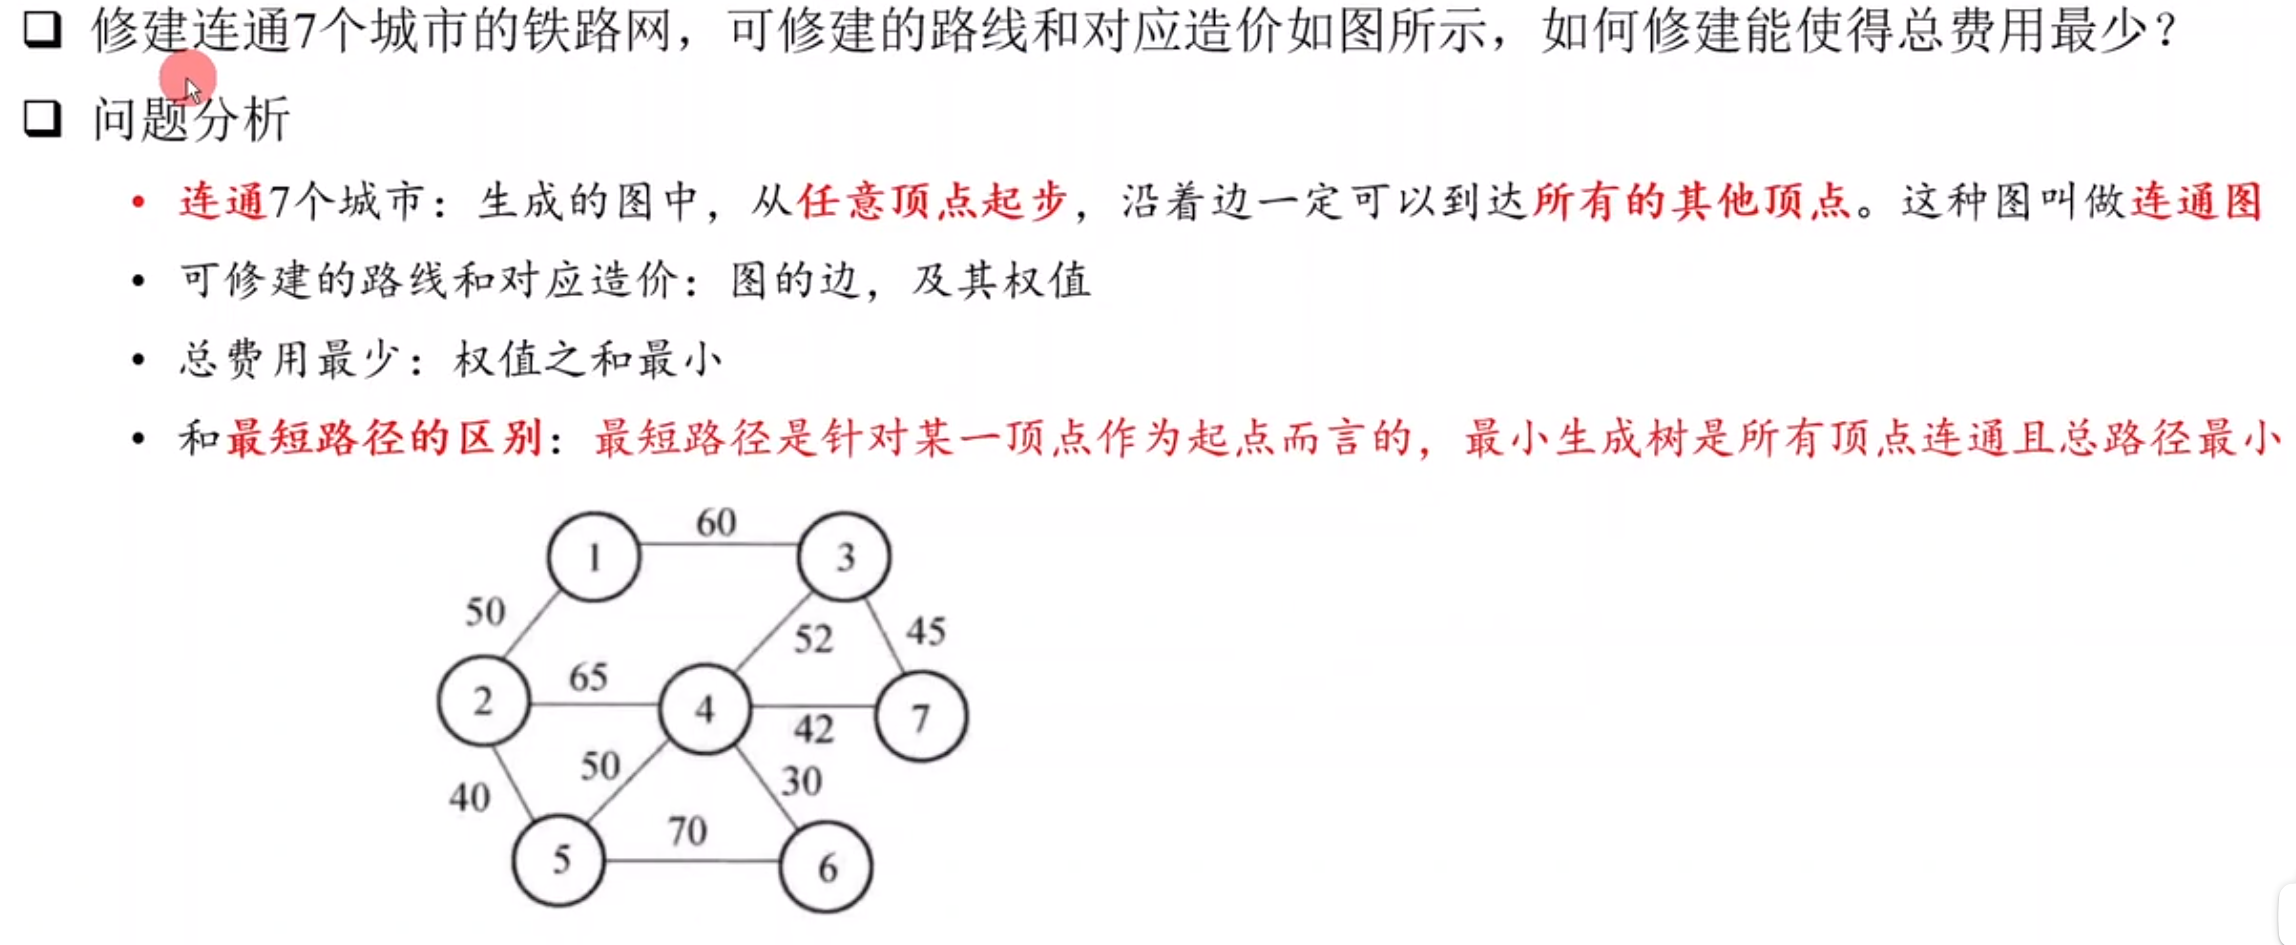 ❑ 修建连通7个城市的铁路网，可修建的路线和对应造价如图所示，如何修建能使得总费用最少？
❑ 问题分析
• 连通7个城市：生成的图中，从任意顶点起步，沿着边一定可以到达所有的其他顶点。这种图叫做连通图
• 可修建的路线和对应造价：图的边，及其权值
• 总费用最少：权值之和最小
• 和最短路径的区别：最短路径是针对某一顶点作为起点而言的，最小生成树是所有顶点连通且总路径最小
60
1
3
50
52
45
65
2
4
7
42
50
30
40
70
5
6